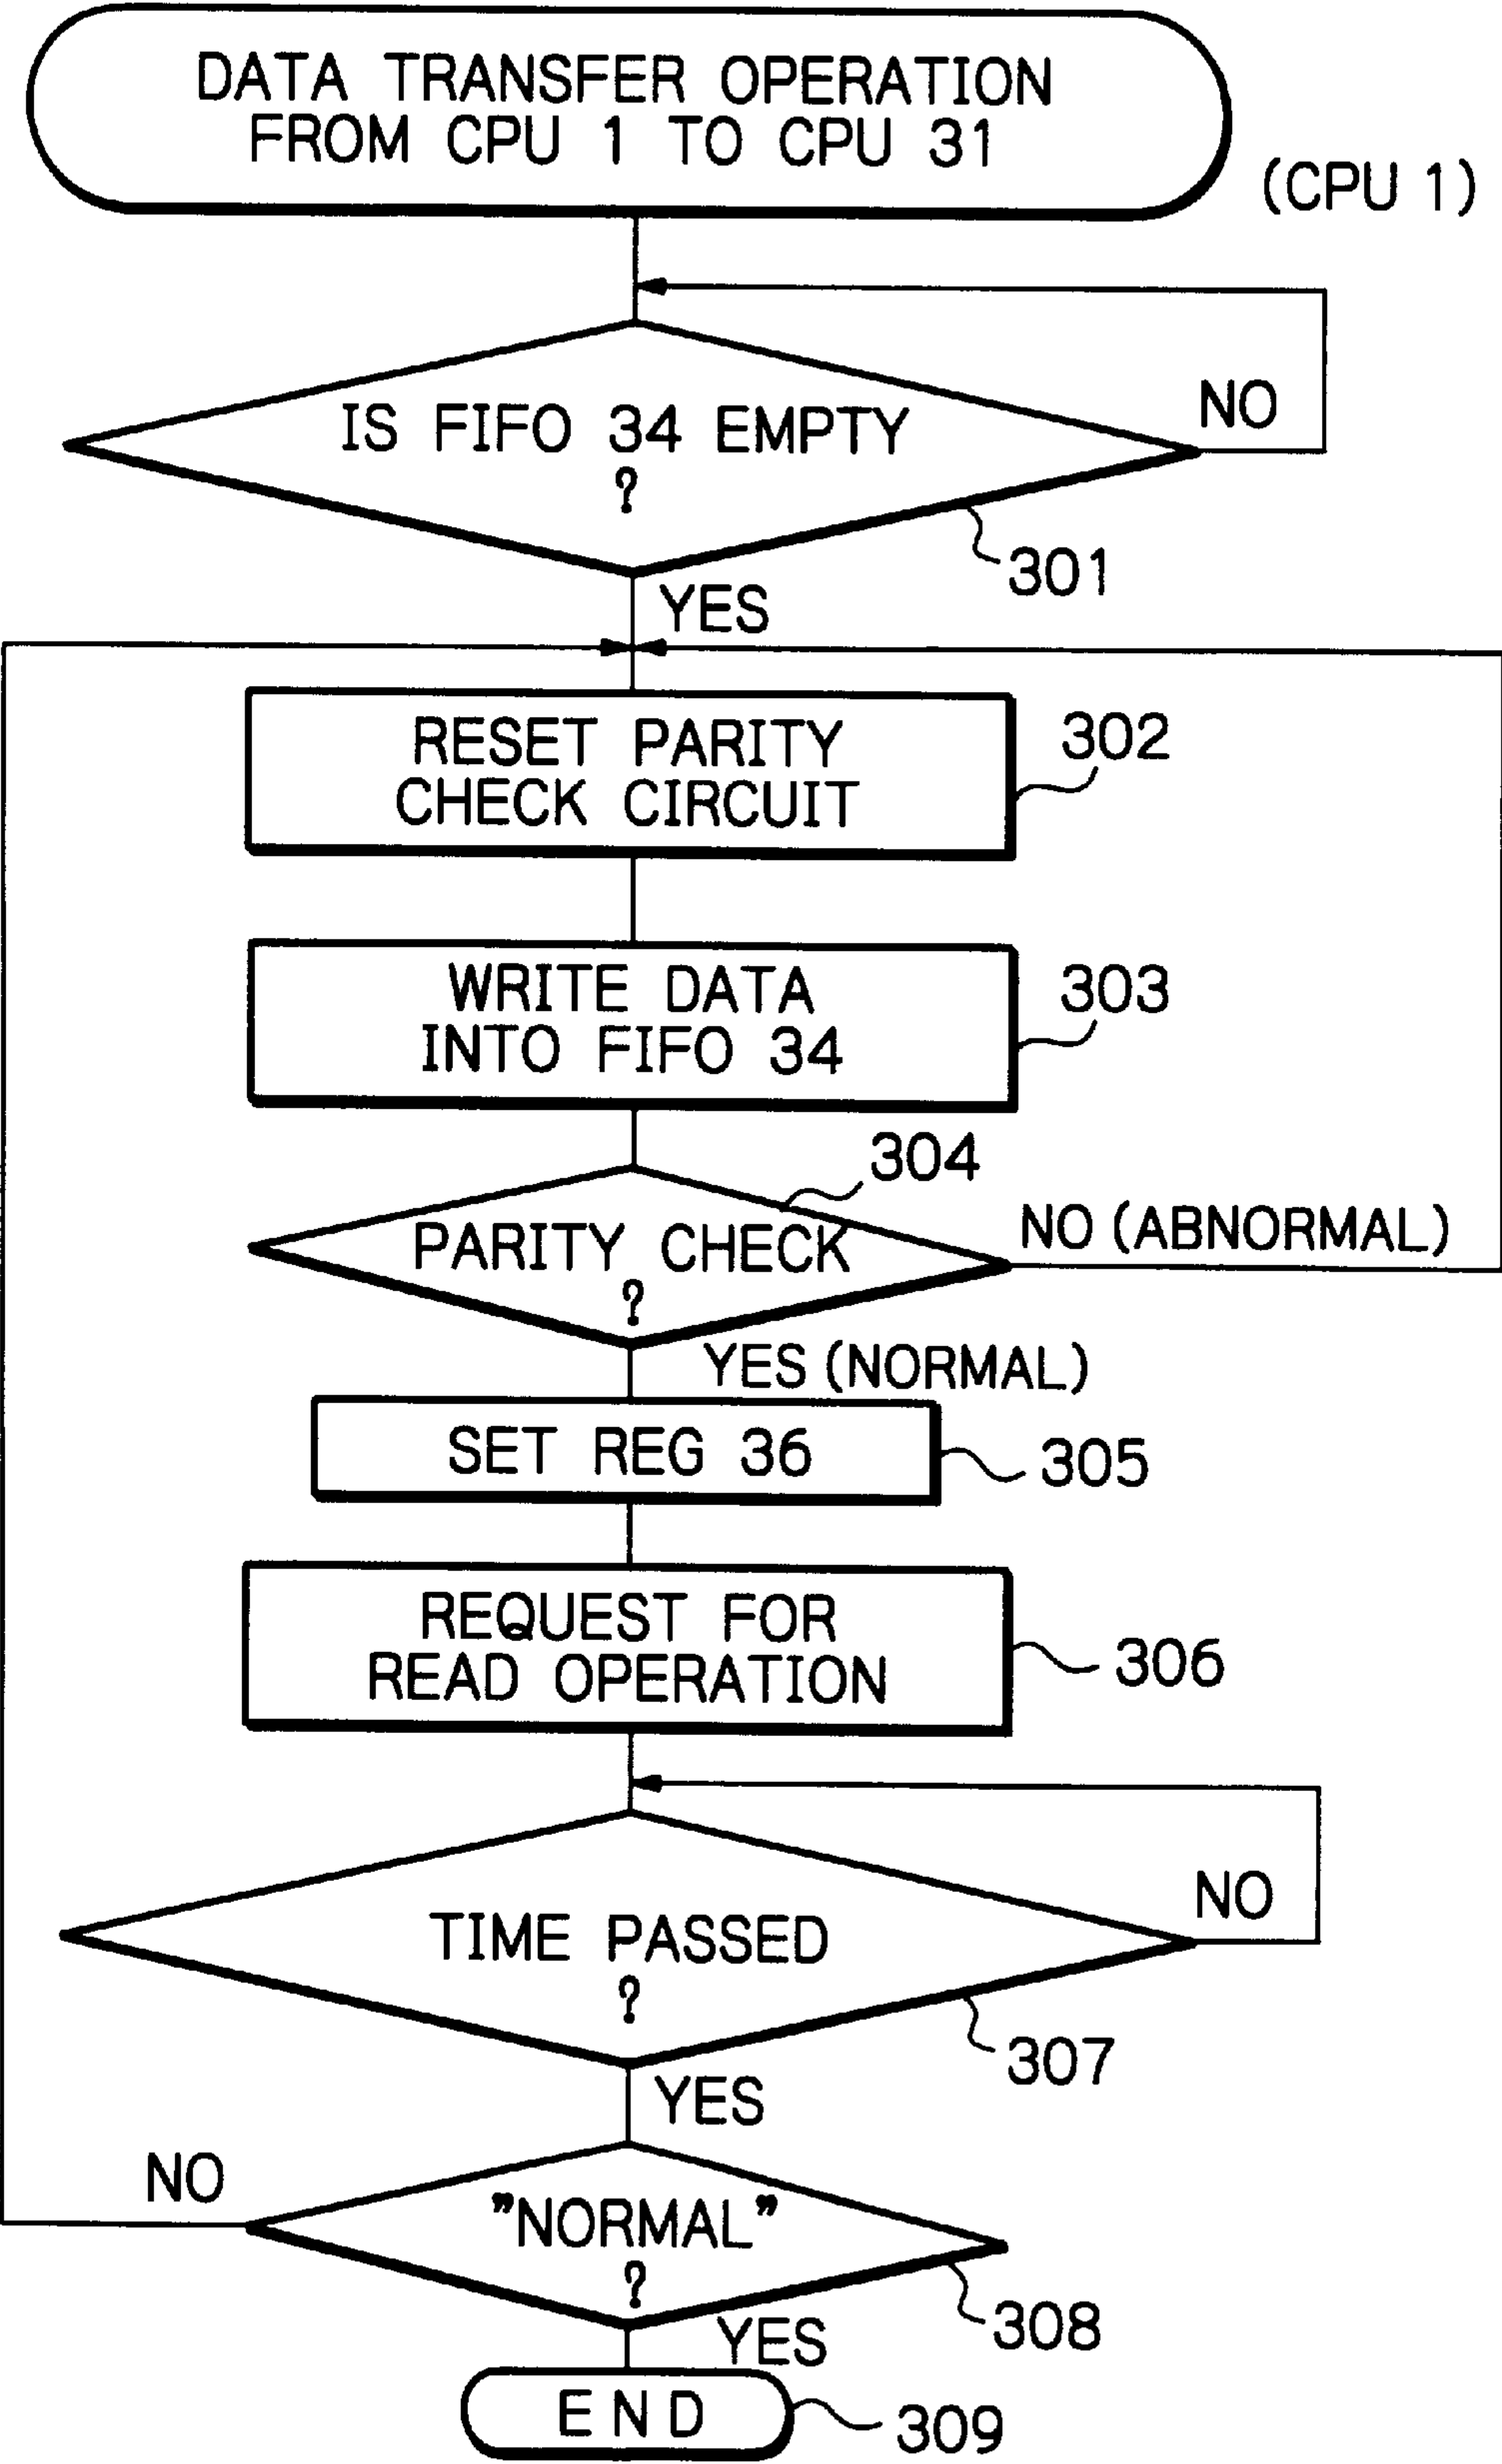 DATA TRANSFER OPERATION
FROM CPU 1 TO CPU 31
(CPU 1)
IS FIFO 34 EMPTY
?
NO
301
YES
RESET PARITY
CHECK CIRCUIT
302
WRITE DATA
INTO FIFO 34
303
304
PARITY CHECK
?
NO (ABNORMAL)
YES (NORMAL)
SET REG 36
305
REQUEST FOR
READ OPERATION
306
TIME PASSED
?
NO
307
YES
NO
"NORMAL"
?
308
YES
END
309